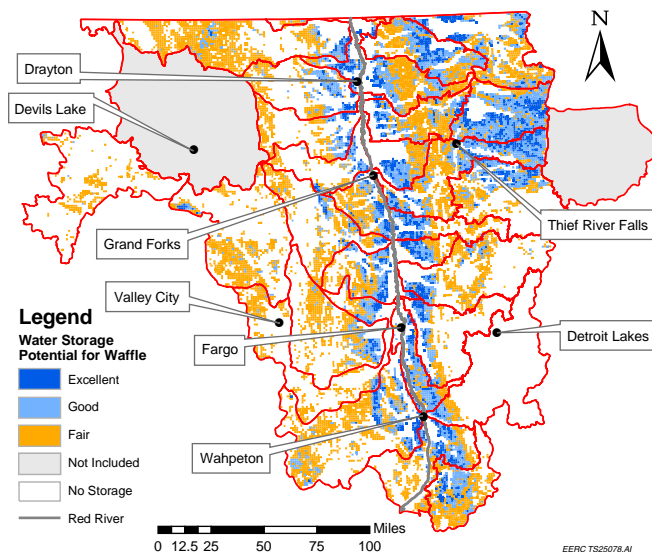 N
Drayton
Devils Lake
Thief River Falls
Grand Forks
Valley City
Fargo
Detroit Lakes
Wahpeton
Legend
Water Storage
Potential for Waffle
Excellent
Good
Fair
Not Included
No Storage
Red River
Miles
0 12.5 25 50 75 100
EERC TS25078.AI